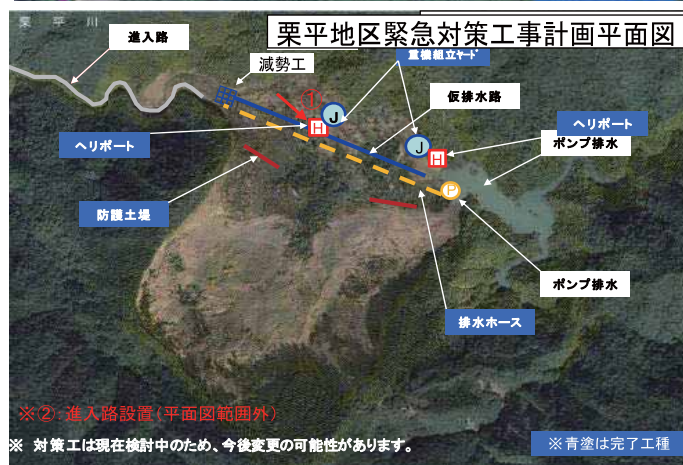 栗平川
栗平地区緊急対策工事計画平面図
進入路
減勢工
重機組立ヤード
仮排水路
①
J
H
ヘリポート
J
H
ヘリポート
ポンプ排水
P
防護土堤
ポンプ排水
排水ホース
※② 進入路設置(平面図範囲外)
※ 対策工は現在検討中のため、今後変更の可能性があります。
※青塗は完了工種